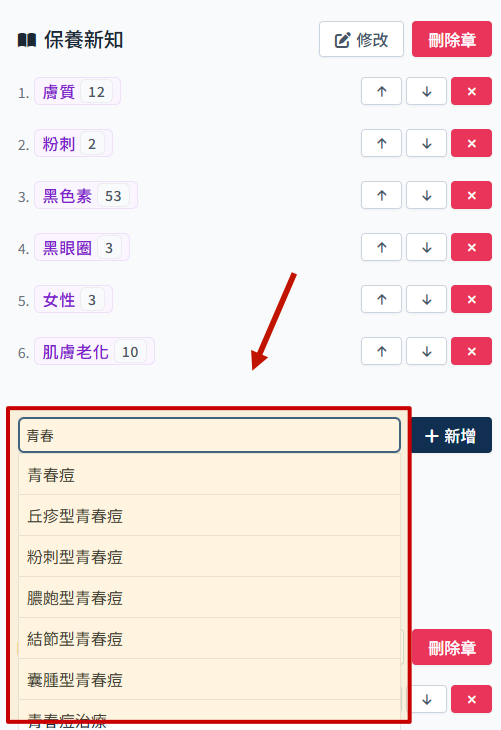 保養新知 修改 刪除章
1. 膚質 12
2. 粉刺 2
3. 黑色素 53
4. 黑眼圈 3
5. 女性 3
6. 肌膚老化 10
青春 + 新增
青春痘
丘疹型青春痘
粉刺型青春痘
膿皰型青春痘
結節型青春痘
刪除章
囊腫型青春痘
青春痘治療